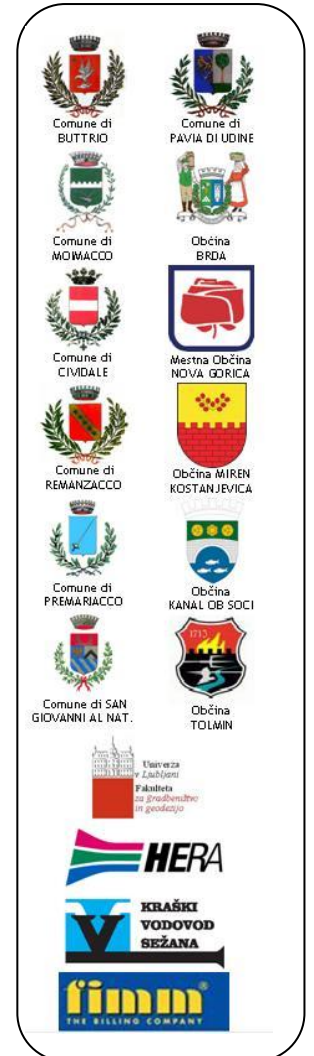 Comune di
BUTTRIO
Comune di
PAVIA DI UDINE
Comune di
MOIMACCO
Občina
BRDA
Comune di
CIVIDALE
Mestna Občina
NOVA GORICA
Comune di
REMANZACCO
Občina MIREN
KOSTANJEVICA
Comune di
PREMARIACCO
Občina
KANAL OB SOCI
Comune di SAN
GIOVANNI AL NAT.
1713
Občina
TOLMIN
Univerza
v Ljubljani
Fakulteta
za gradbeništvo
in geodezijo
HERA
KRAŠKI
VODOVOD
SEŽANA
fimm
THE BILLING COMPANY